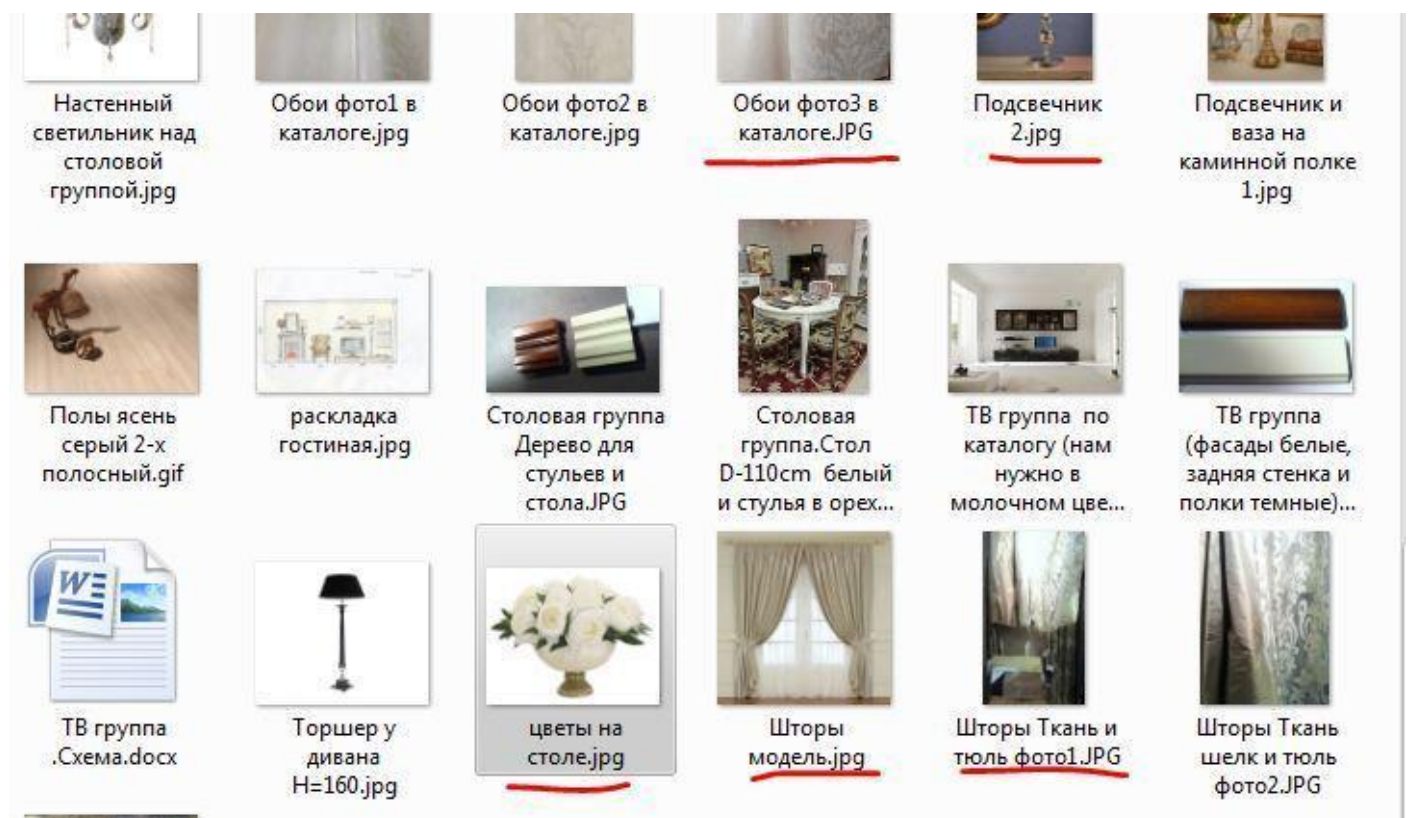 Настенный
светильник над
столовой
группой.jpg
Обои фото1 в
каталоге.jpg
Обои фото2 в
каталоге.jpg
Обои фото3 в
каталоге.JPG
Подсвечник
2.jpg
Подсвечник и
ваза на
каминной полке
1.jpg
Полы ясень
серый 2-х
полосный.gif
раскладка
гостиная.jpg
Столовая группа
Дерево для
стульев и
стола.JPG
Столовая
группа.Стол
D-110cm белый
и стулья в орех...
ТВ группа по
каталогу (нам
нужно в
молочном цве...
ТВ группа
(фасады белые,
задняя стенка и
полки темные)...
ТВ группа
.Схема.docx
Торшер у
дивана
H=160.jpg
цветы на
столе.jpg
Шторы
модель.jpg
Шторы Ткань и
тюль фото1.JPG
Шторы Ткань
шелк и тюль
фото2.JPG